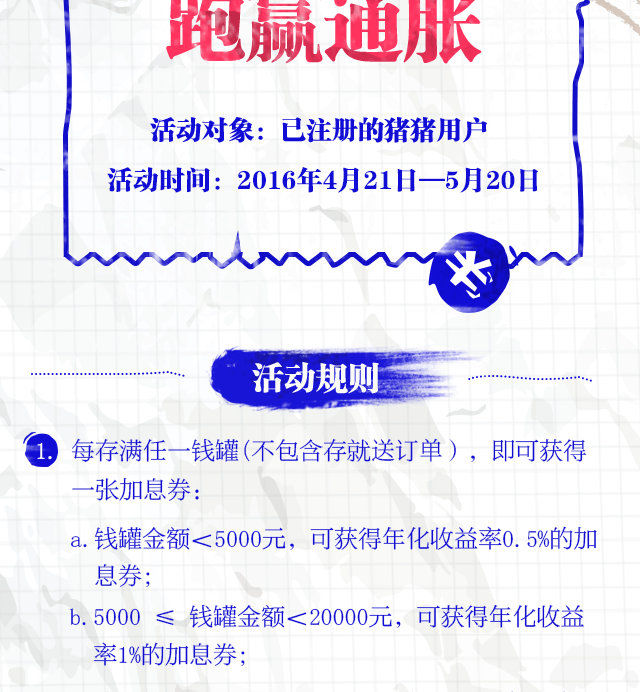 跑赢通胀
活动对象：已注册的猪猪用户
活动时间：2016年4月21日—5月20日
活动规则
1. 每存满任一钱罐(不包含存就送订单），即可获得
一张加息券：
a.钱罐金额<5000元，可获得年化收益率0.5%的加
息券；
b.5000 ≤ 钱罐金额<20000元，可获得年化收益
率1%的加息券；